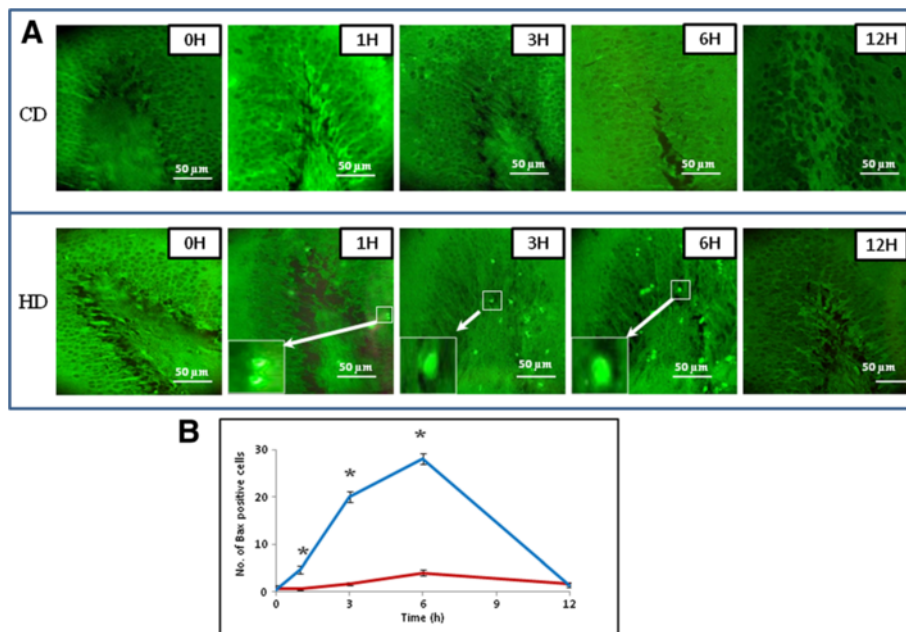 A
0H
1H
3H
6H
12H
CD
50 µm
50 µm
50 µm
50 µm
50 µm
0H
1H
3H
6H
12H
HD
50 µm
50 µm
50 µm
50 µm
50 µm
B
No. of Bax positive cells
30
20
10
0
* * *
0 3 6 9 12
Time (h)